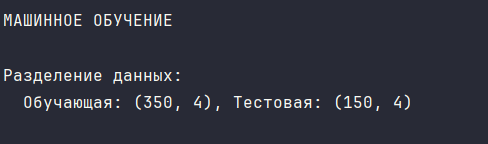 МАШИННОЕ ОБУЧЕНИЕ
Разделение данных:
Обучающая: (350, 4), Тестовая: (150, 4)